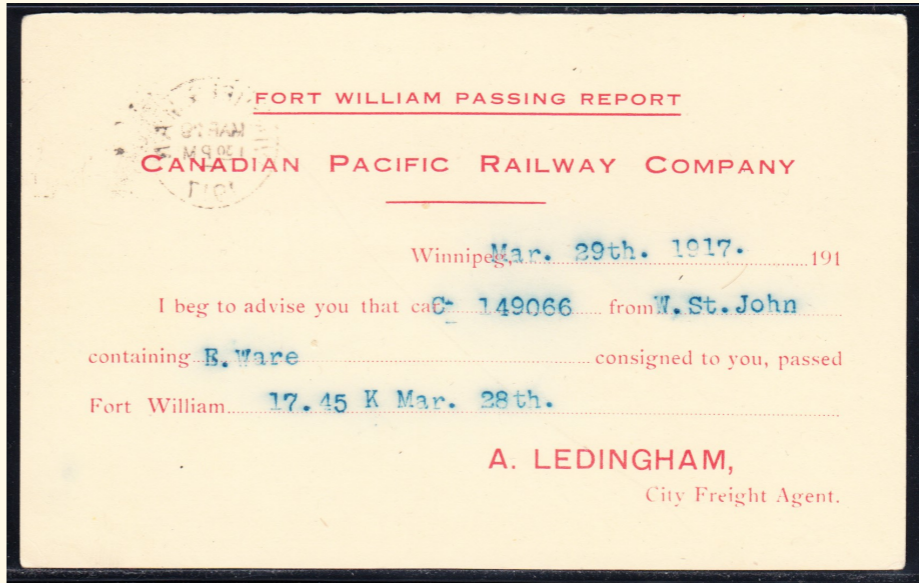 FORT WILLIAM PASSING REPORT
CANADIAN PACIFIC RAILWAY COMPANY
Winnipeg, Mar. 29th. 1917. 191
I beg to advise you that car C 149066 from W. St. John
containing E. Ware consigned to you, passed
Fort William 17.45 K Mar. 28th.
A. LEDINGHAM,
City Freight Agent.